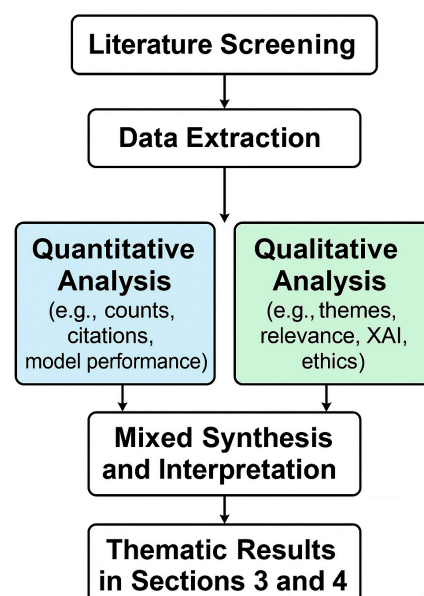 Literature Screening
Data Extraction
Quantitative
Analysis
(e.g., counts,
citations,
model performance)
Qualitative
Analysis
(e.g., themes,
relevance, XAI,
ethics)
Mixed Synthesis
and Interpretation
Thematic Results
in Sections 3 and 4